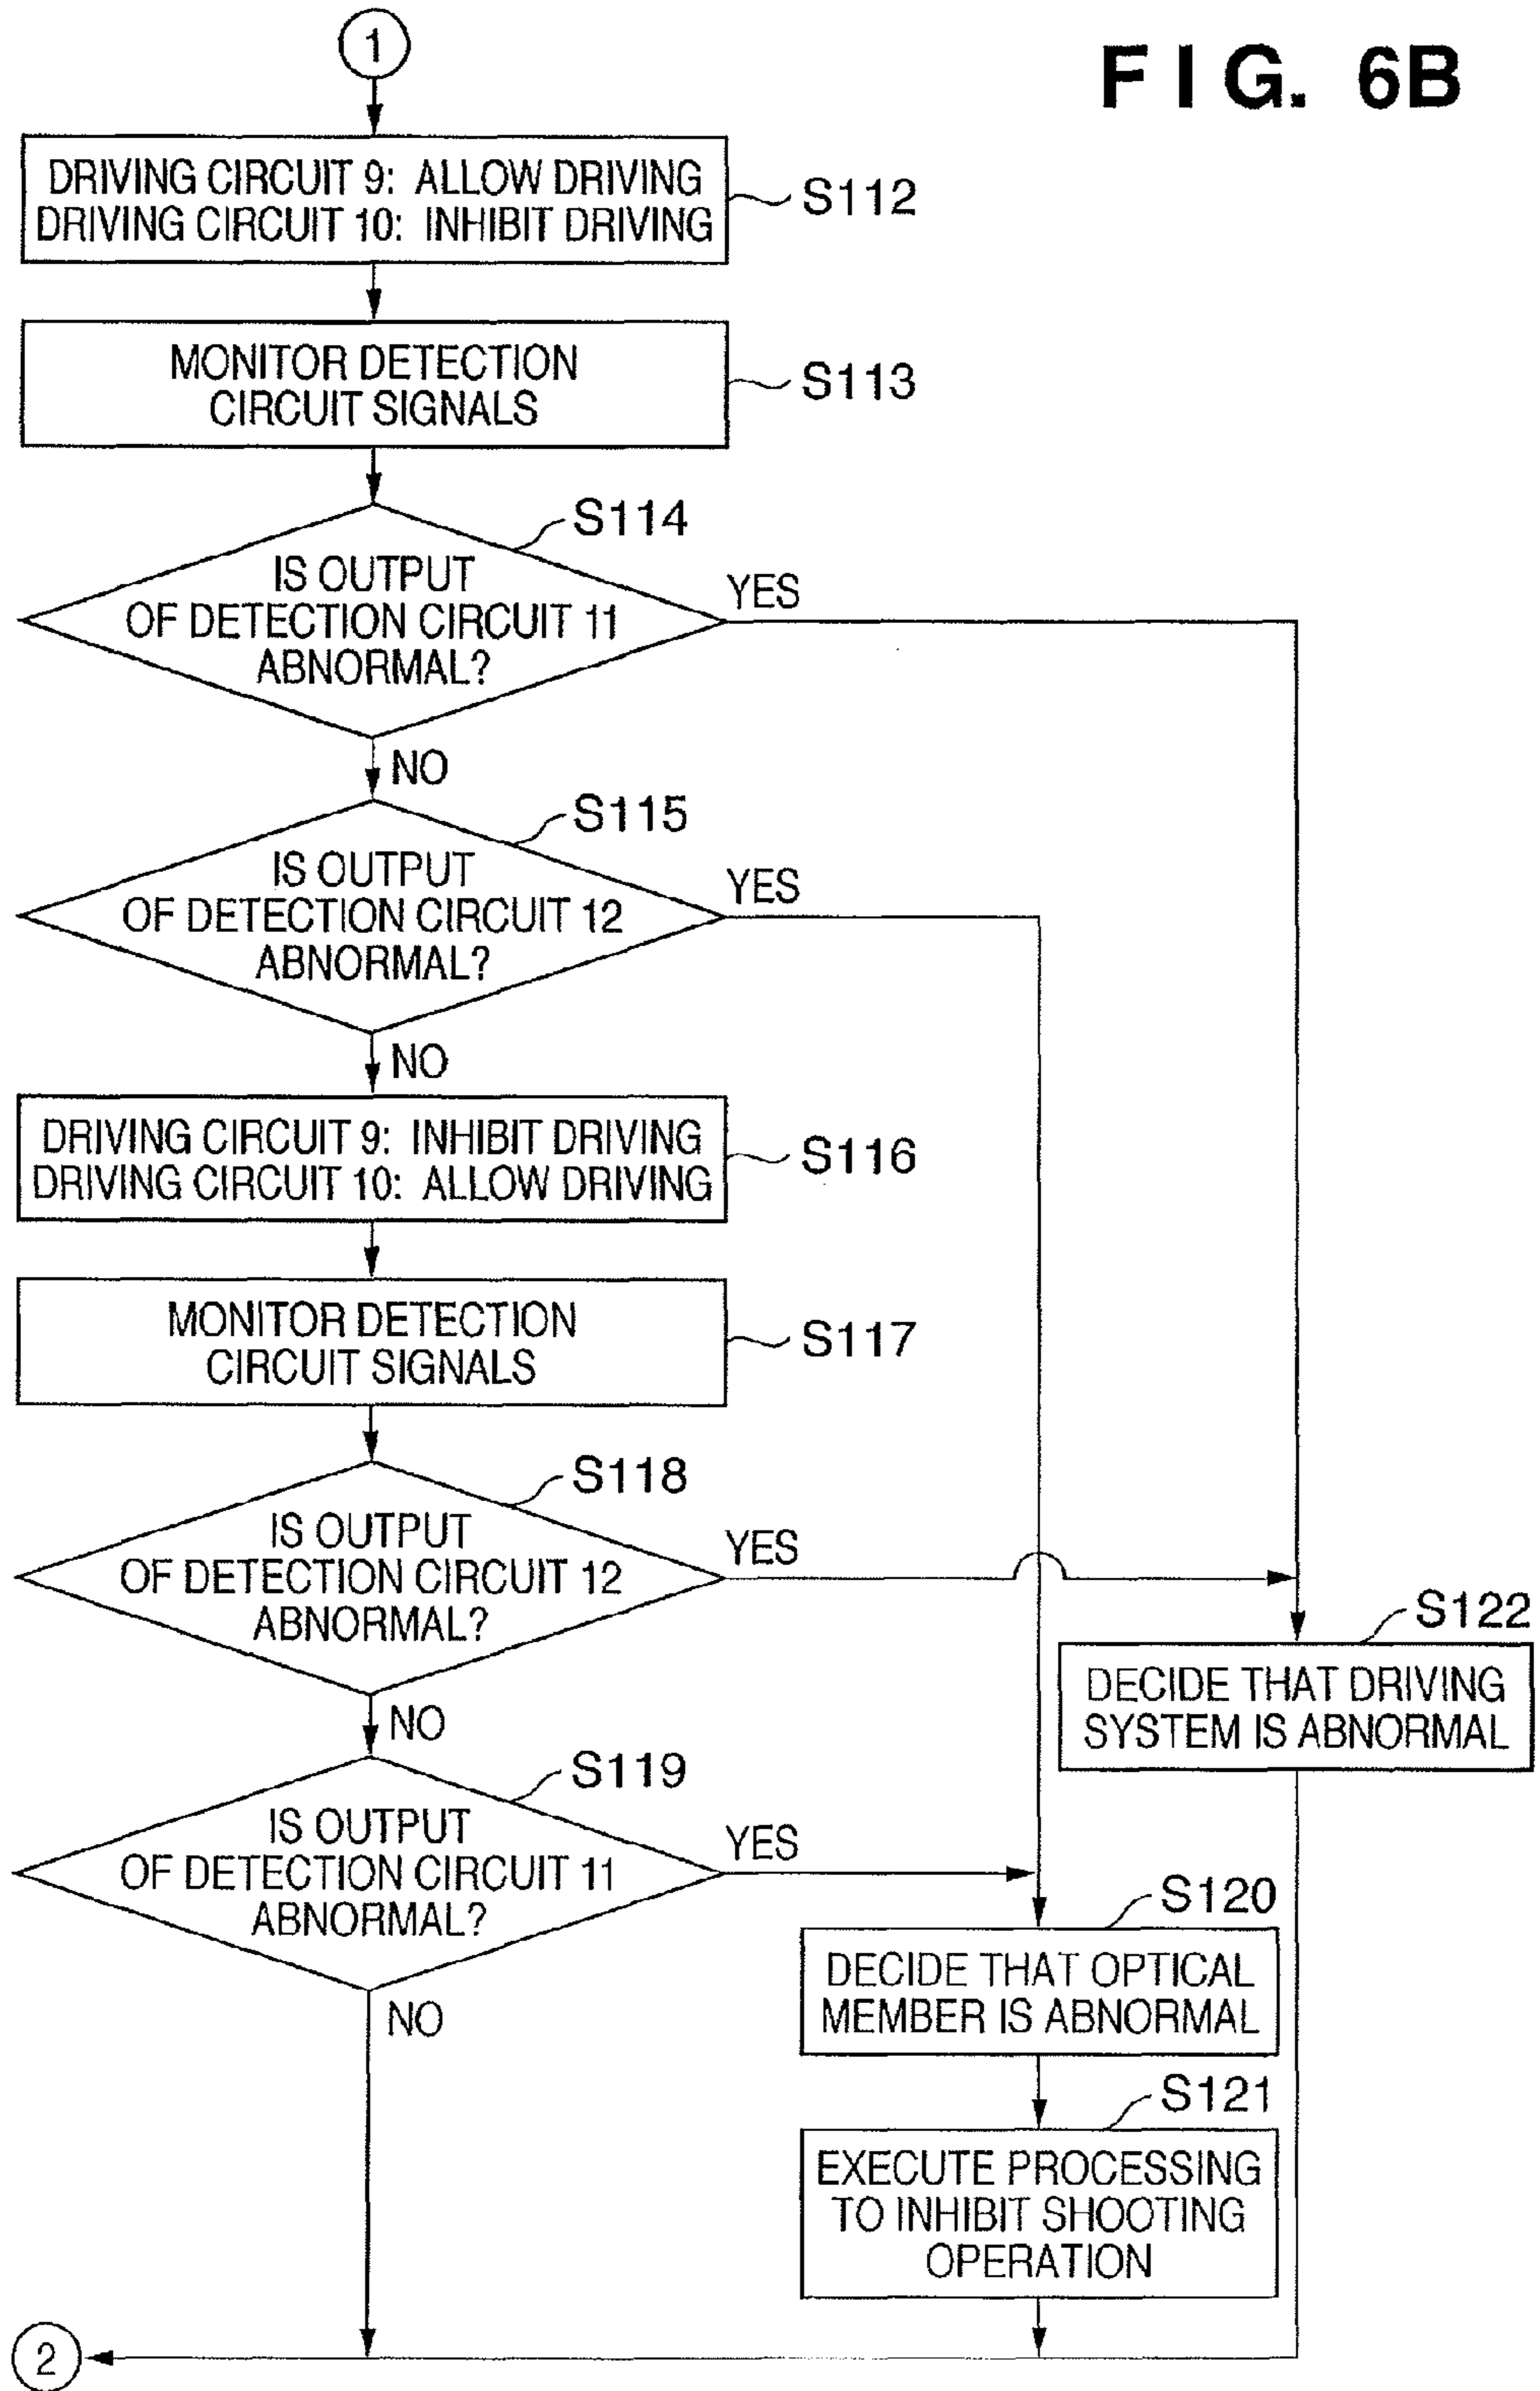 1
FIG. 6B
DRIVING CIRCUIT 9: ALLOW DRIVING
DRIVING CIRCUIT 10: INHIBIT DRIVING
S112
MONITOR DETECTION
CIRCUIT SIGNALS
S113
S114
IS OUTPUT
OF DETECTION CIRCUIT 11
ABNORMAL?
YES
NO
S115
IS OUTPUT
OF DETECTION CIRCUIT 12
ABNORMAL?
YES
NO
DRIVING CIRCUIT 9: INHIBIT DRIVING
DRIVING CIRCUIT 10: ALLOW DRIVING
S116
MONITOR DETECTION
CIRCUIT SIGNALS
S117
S118
IS OUTPUT
OF DETECTION CIRCUIT 12
ABNORMAL?
YES
NO
S122
DECIDE THAT DRIVING
SYSTEM IS ABNORMAL
S119
IS OUTPUT
OF DETECTION CIRCUIT 11
ABNORMAL?
YES
NO
S120
DECIDE THAT OPTICAL
MEMBER IS ABNORMAL
S121
EXECUTE PROCESSING
TO INHIBIT SHOOTING
OPERATION
2